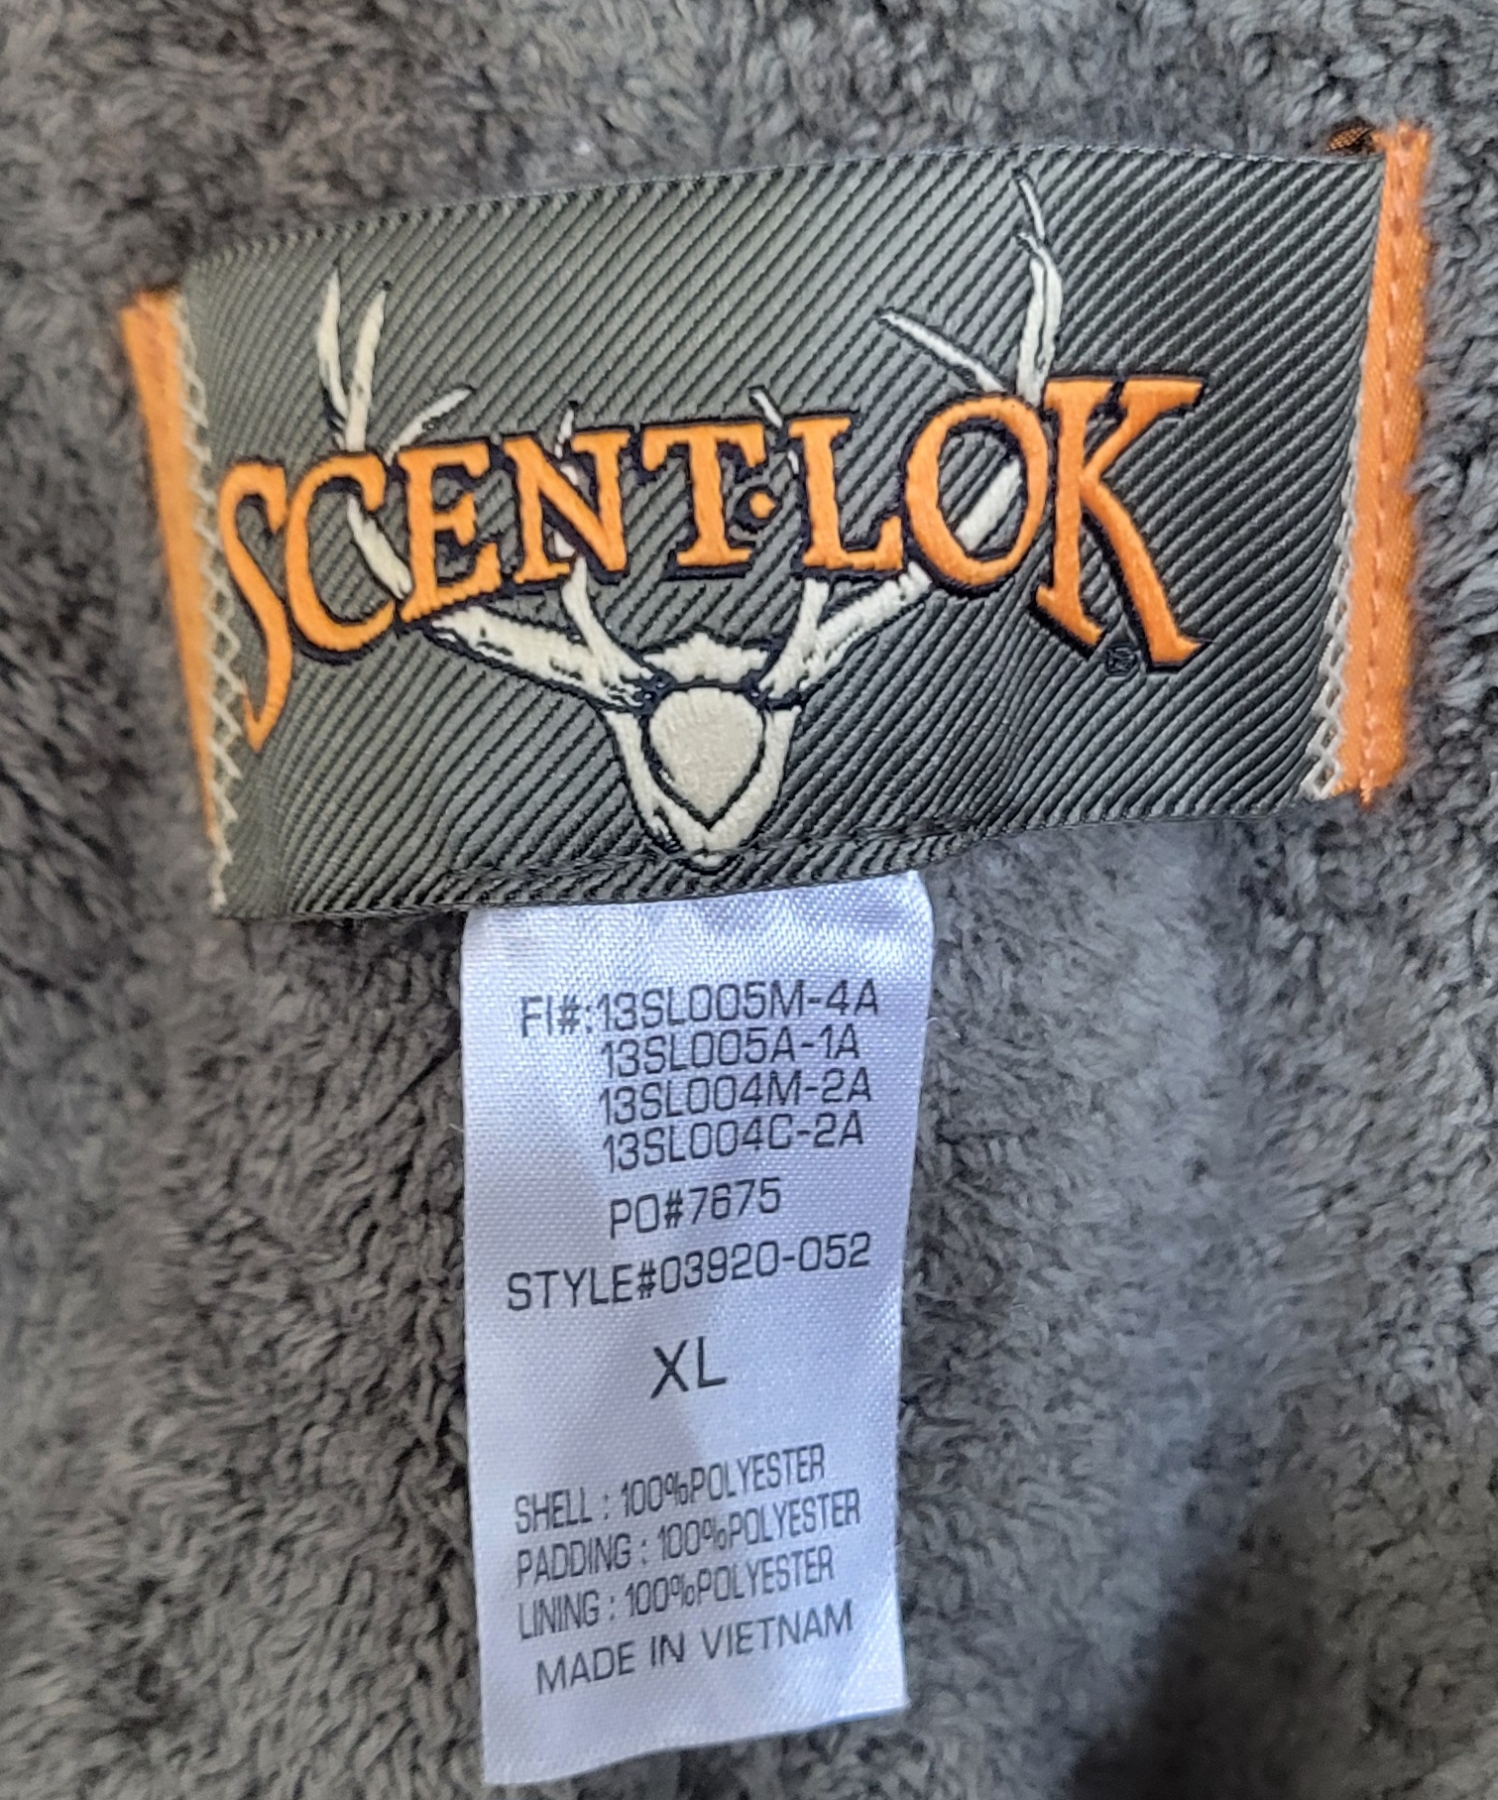 SCENT·LOK
®
FI#:13SL005M-4A
13SL005A-1A
13SL004M-2A
13SL004C-2A
PO#7675
STYLE#03920-052
XL
SHELL : 100%POLYESTER
PADDING : 100%POLYESTER
LINING : 100%POLYESTER
MADE IN VIETNAM